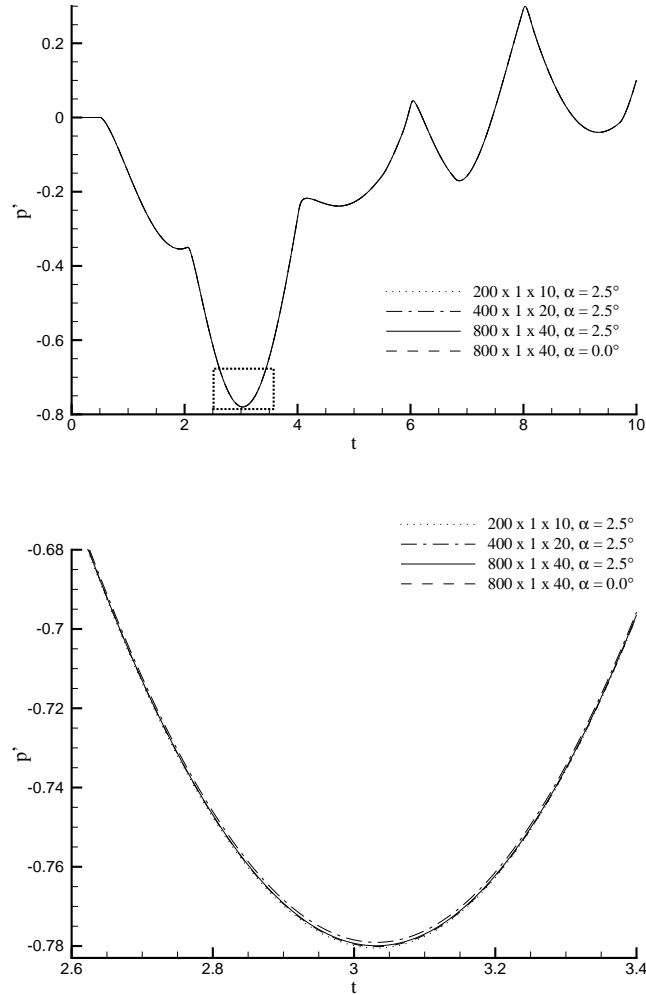 0.2
0
-0.2
-0.4
-0.6
-0.8
p'
200 x 1 x 10, α = 2.5°
400 x 1 x 20, α = 2.5°
800 x 1 x 40, α = 2.5°
800 x 1 x 40, α = 0.0°
0 2 4 6 8 10
t
200 x 1 x 10, α = 2.5°
400 x 1 x 20, α = 2.5°
800 x 1 x 40, α = 2.5°
800 x 1 x 40, α = 0.0°
-0.68
-0.7
-0.72
-0.74
-0.76
-0.78
p'
2.6 2.8 3 3.2 3.4
t